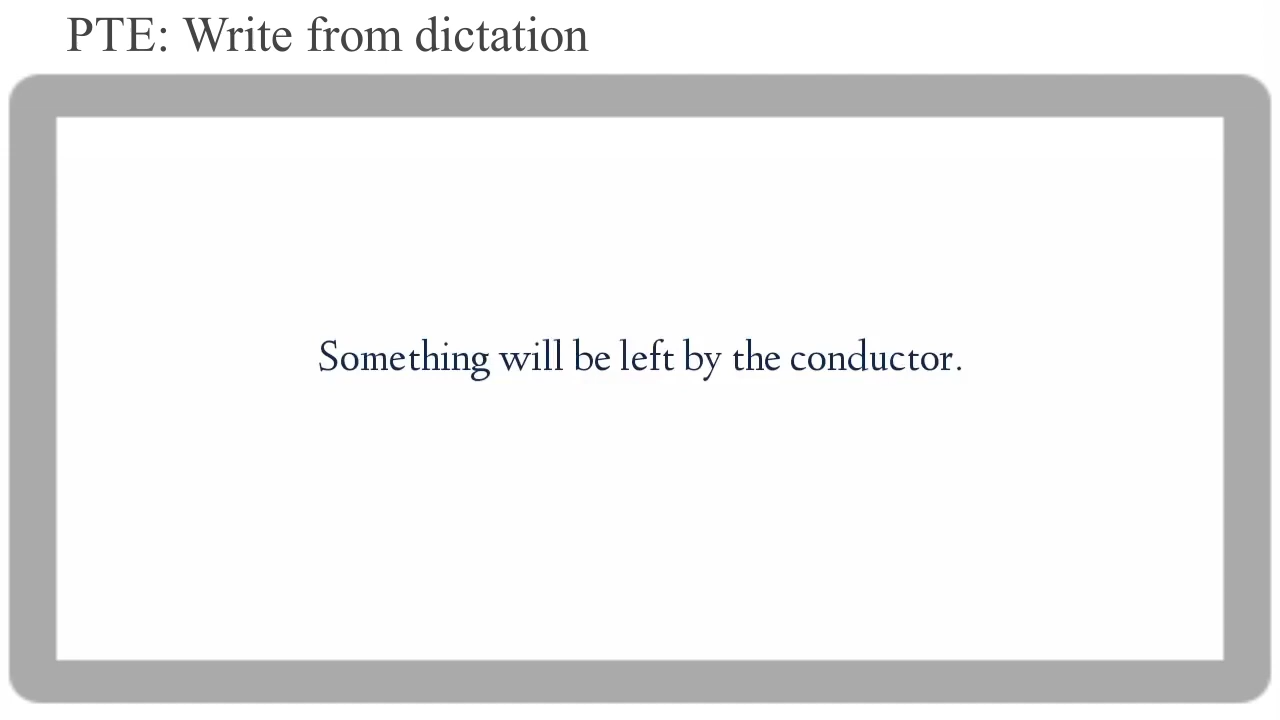 PTE: Write from dictation
Something will be left by the conductor.